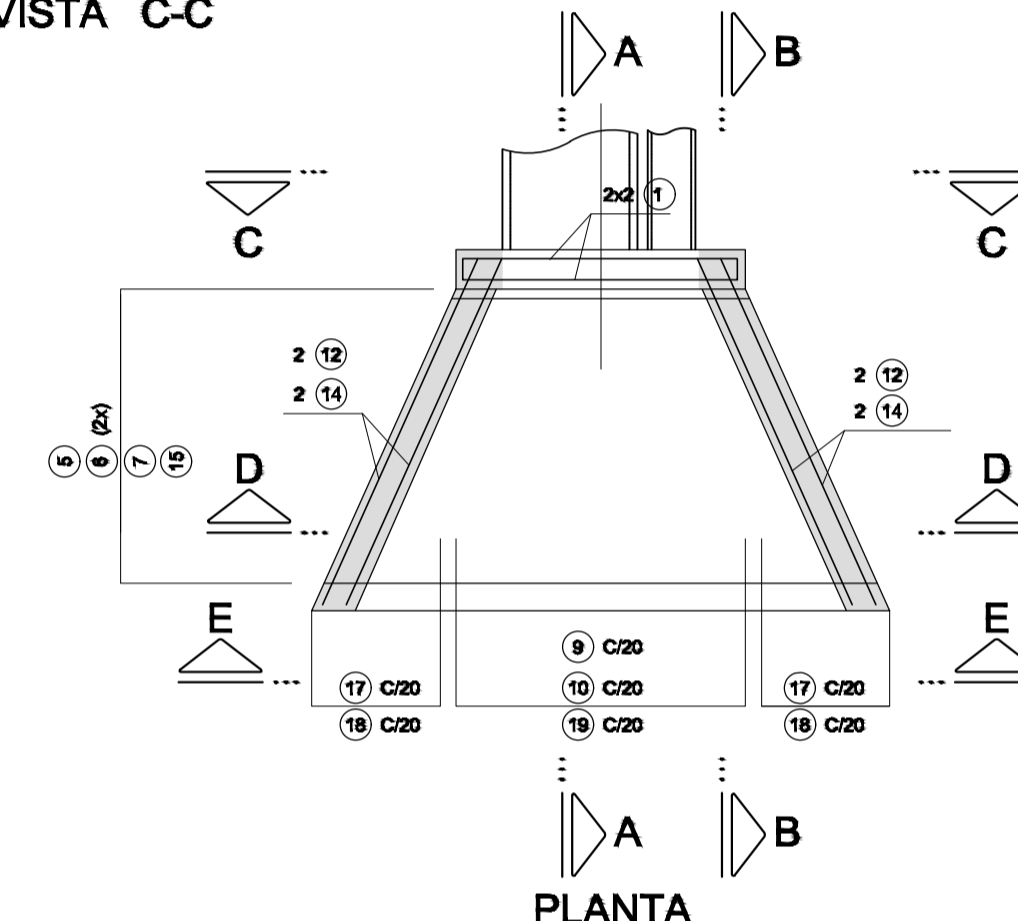 VISTA C-C
A B
C C
2x2 1
2 12
2 14
2 12
2 14
5 6 (2x) 7 15
D D
E E
9 C/20
17 C/20 10 C/20 17 C/20
18 C/20 19 C/20 18 C/20
A B
PLANTA